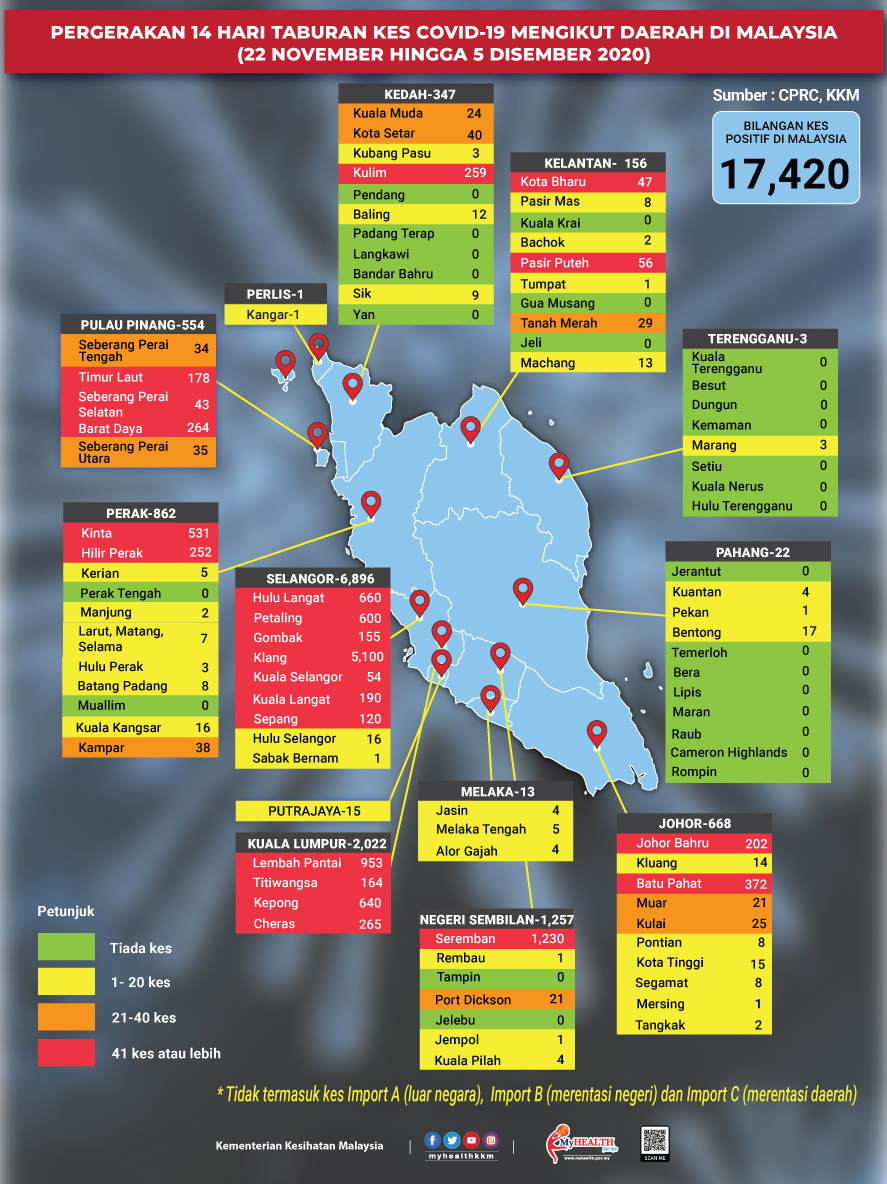 PERGERAKAN 14 HARI TABURAN KES COVID-19 MENGIKUT DAERAH DI MALAYSIA
(22 NOVEMBER HINGGA 5 DISEMBER 2020)
Sumber : CPRC, KKM
BILANGAN KES
POSITIF DI MALAYSIA
17,420
KEDAH-347
Kuala Muda 24
Kota Setar 40
Kubang Pasu 3
Kulim 259
Pendang 0
Baling 12
Padang Terap 0
Langkawi 0
Bandar Bahru 0
Sik 9
Yan 0
KELANTAN- 156
Kota Bharu 47
Pasir Mas 8
Kuala Krai 0
Bachok 2
Pasir Puteh 56
Tumpat 1
Gua Musang 0
Tanah Merah 29
Jeli 0
Machang 13
PERLIS-1
Kangar-1
PULAU PINANG-554
Seberang Perai
Tengah 34
Timur Laut 178
Seberang Perai
Selatan 43
Barat Daya 264
Seberang Perai
Utara 35
TERENGGANU-3
Kuala
Terengganu 0
Besut 0
Dungun 0
Kemaman 0
Marang 3
Setiu 0
Kuala Nerus 0
Hulu Terengganu 0
PERAK-862
Kinta 531
Hilir Perak 252
Kerian 5
Perak Tengah 0
Manjung 2
Larut, Matang,
Selama 7
Hulu Perak 3
Batang Padang 8
Muallim 0
Kuala Kangsar 16
Kampar 38
SELANGOR-6,896
Hulu Langat 660
Petaling 600
Gombak 155
Klang 5,100
Kuala Selangor 54
Kuala Langat 190
Sepang 120
Hulu Selangor 16
Sabak Bernam 1
PAHANG-22
Jerantut 0
Kuantan 4
Pekan 1
Bentong 17
Temerloh 0
Bera 0
Lipis 0
Maran 0
Raub 0
Cameron Highlands 0
Rompin 0
PUTRAJAYA-15
KUALA LUMPUR-2,022
Lembah Pantai 953
Titiwangsa 164
Kepong 640
Cheras 265
MELAKA-13
Jasin 4
Melaka Tengah 5
Alor Gajah 4
NEGERI SEMBILAN-1,257
Seremban 1,230
Rembau 1
Tampin 0
Port Dickson 21
Jelebu 0
Jempol 1
Kuala Pilah 4
JOHOR-668
Johor Bahru 202
Kluang 14
Batu Pahat 372
Muar 21
Kulai 25
Pontian 8
Kota Tinggi 15
Segamat 8
Mersing 1
Tangkak 2
Petunjuk
Tiada kes
1- 20 kes
21-40 kes
41 kes atau lebih
* Tidak termasuk kes Import A (luar negara), Import B (merentasi negeri) dan Import C (merentasi daerah)
Kementerian Kesihatan Malaysia
myhealthkkm
MyHEALTH
for life
www.myhealth.gov.my
SCAN ME